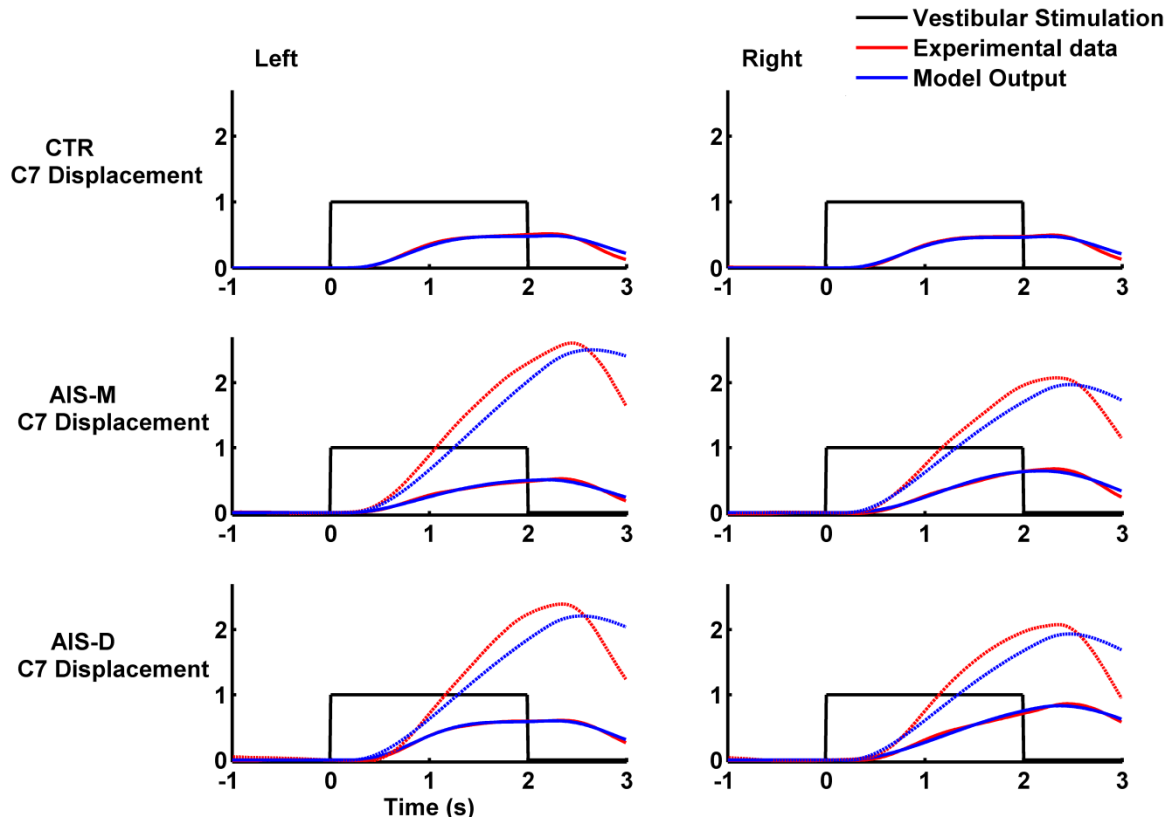 Vestibular Stimulation
Experimental data
Model Output
Left
Right
CTR
C7 Displacement
2
1
0
-1 0 1 2 3
2
1
0
-1 0 1 2 3
AIS-M
C7 Displacement
2
1
0
-1 0 1 2 3
2
1
0
-1 0 1 2 3
AIS-D
C7 Displacement
2
1
0
-1 0 1 2 3
Time (s)
2
1
0
-1 0 1 2 3